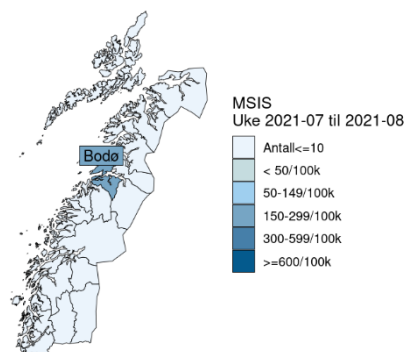 Bodø
MSIS
Uke 2021-07 til 2021-08
Antall<=10
< 50/100k
50-149/100k
150-299/100k
300-599/100k
>=600/100k